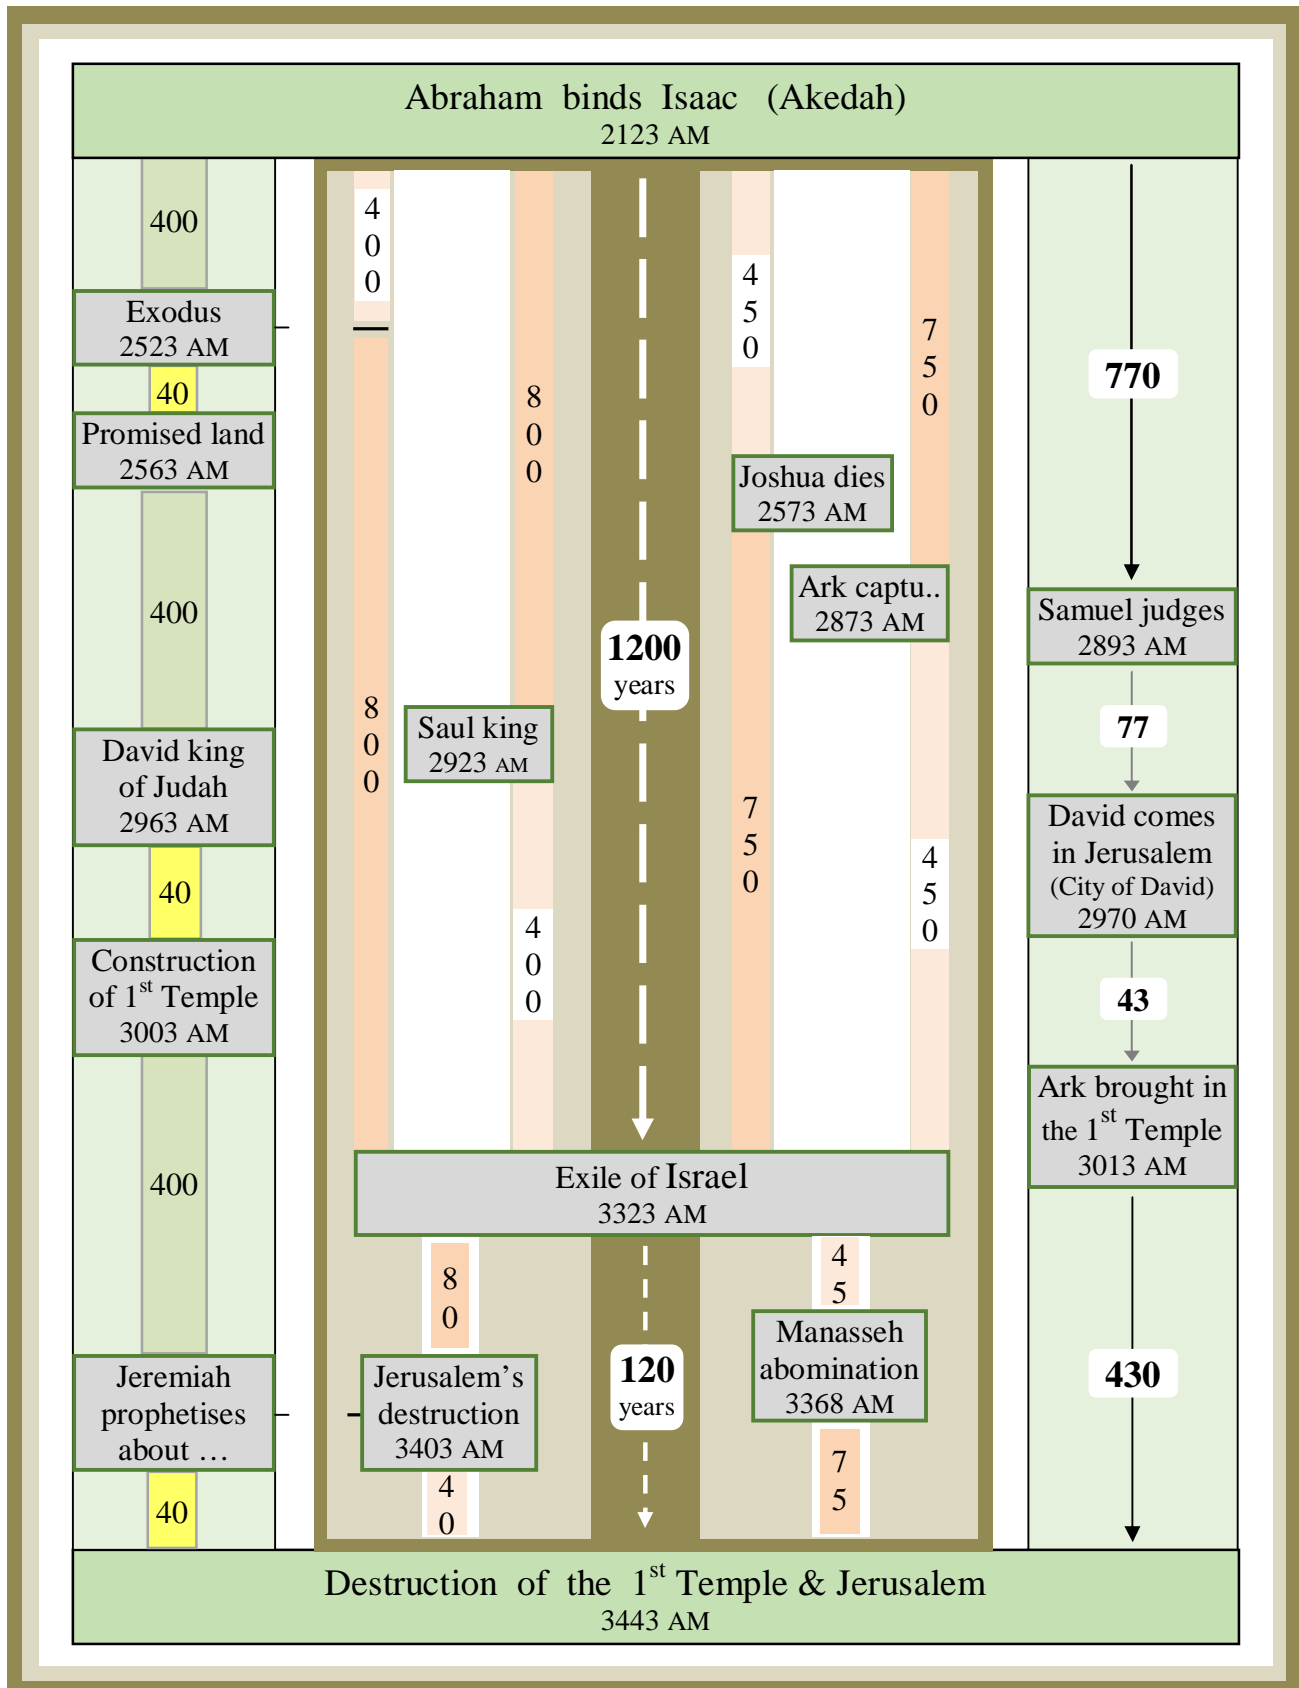 Abraham binds Isaac (Akedah)
2123 AM
400
Exodus
2523 AM
40
Promised land
2563 AM
400
David king
of Judah
2963 AM
40
Construction
of 1st Temple
3003 AM
400
Jeremiah
prophetises
about …
40
4
0
0
8
0
0
8
0
0
Saul king
2923 AM
4
0
0
1200
years
4
5
0
Joshua dies
2573 AM
7
5
0
7
5
0
Ark captu..
2873 AM
4
5
0
Exile of Israel
3323 AM
8
0
Jerusalem’s
destruction
3403 AM
4
0
120
years
4
5
Manasseh
abomination
3368 AM
7
5
770
Samuel judges
2893 AM
77
David comes
in Jerusalem
(City of David)
2970 AM
43
Ark brought in
the 1st Temple
3013 AM
430
Destruction of the 1st Temple & Jerusalem
3443 AM